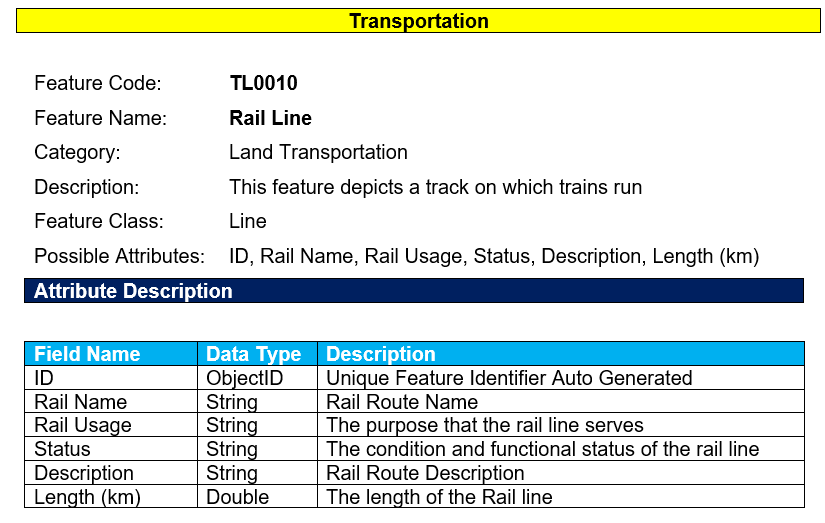 Transportation
Feature Code: TL0010
Feature Name: Rail Line
Category: Land Transportation
Description: This feature depicts a track on which trains run
Feature Class: Line
Possible Attributes: ID, Rail Name, Rail Usage, Status, Description, Length (km)
Attribute Description
Field Name Data Type Description
ID ObjectID Unique Feature Identifier Auto Generated
Rail Name String Rail Route Name
Rail Usage String The purpose that the rail line serves
Status String The condition and functional status of the rail line
Description String Rail Route Description
Length (km) Double The length of the Rail line